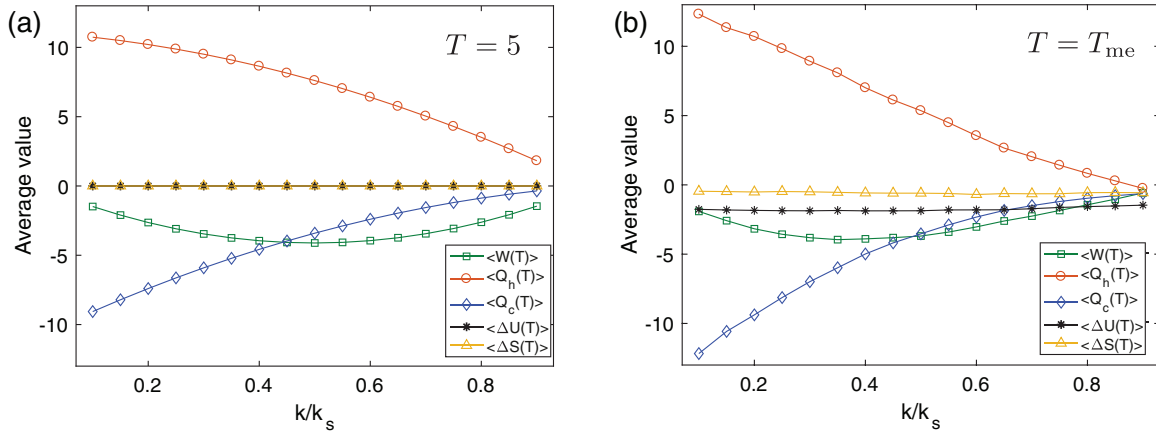 (a)
T = 5
Average value
10
5
0
-5
-10
0.2 0.4 0.6 0.8
k/k_s
<W(T)>
<Q_h(T)>
<Q_c(T)>
<ΔU(T)>
<ΔS(T)>
(b)
T = T_me
Average value
10
5
0
-5
-10
0.2 0.4 0.6 0.8
k/k_s
<W(T)>
<Q_h(T)>
<Q_c(T)>
<ΔU(T)>
<ΔS(T)>